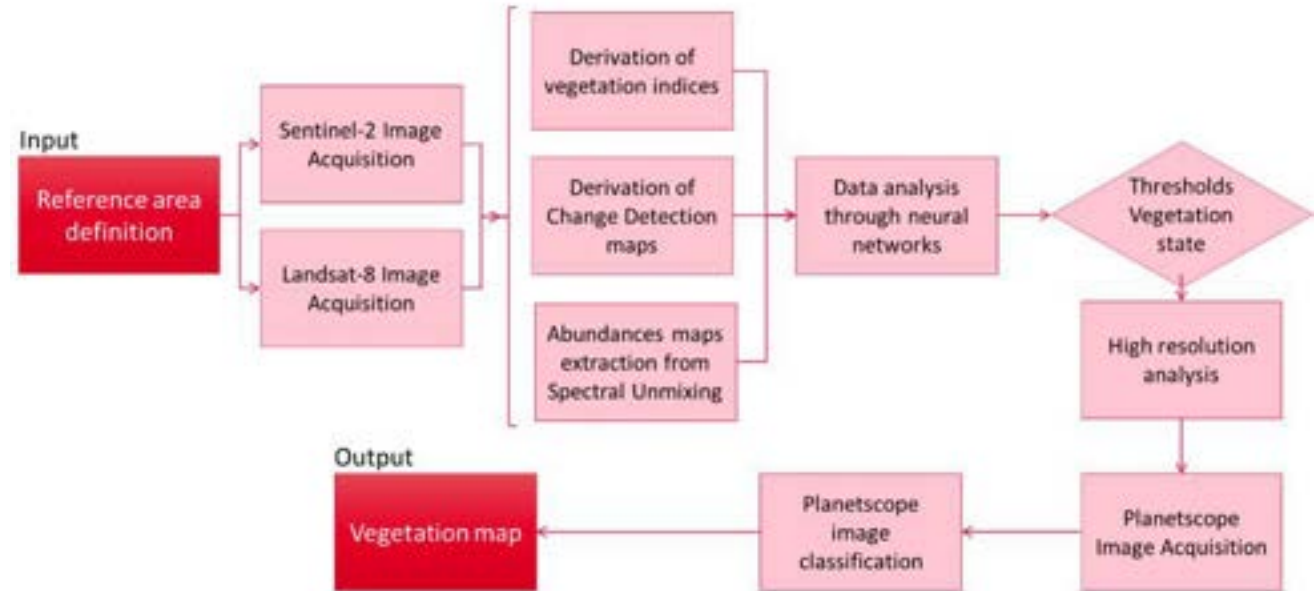 Input
Reference area
definition
Sentinel-2 Image
Acquisition
Landsat-8 Image
Acquisition
Derivation of
vegetation indices
Derivation of
Change Detection
maps
Abundances maps
extraction from
Spectral Unmixing
Data analysis
through neural
networks
Thresholds
Vegetation
state
High resolution
analysis
Planetscope
Image Acquisition
Planetscope
image
classification
Output
Vegetation map